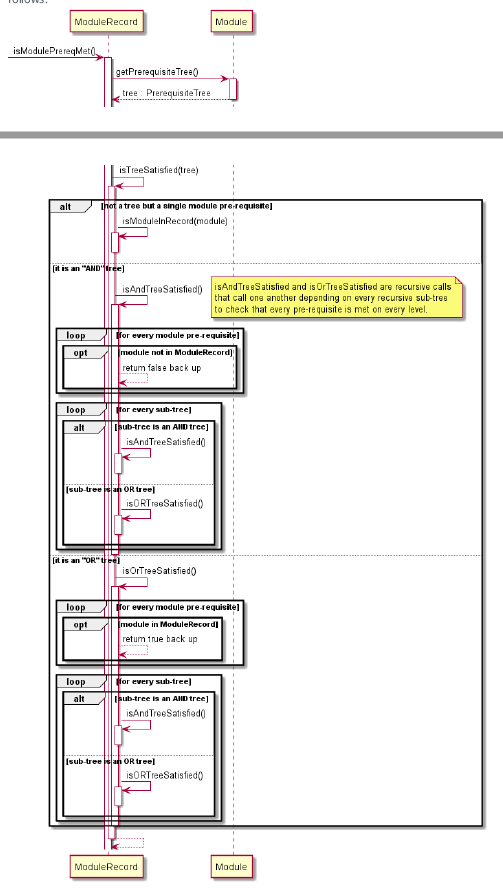 follows:
ModuleRecord
Module
isModulePrereqMet()
getPrerequisiteTree()
tree : PrerequisiteTree
isTreeSatisfied(tree)
alt
[not a tree but a single module pre-requisite]
isModuleInRecord(module)
[it is an "AND" tree]
isAndTreeSatisfied()
isAndTreeSatisfied and isOrTreeSatisfied are recursive calls
that call one another depending on every recursive sub-tree
to check that every pre-requisite is met on every level.
loop
[for every module pre-requisite]
opt
[module not in ModuleRecord]
return false back up
loop
[for every sub-tree]
alt
[sub-tree is an AND tree]
isAndTreeSatisfied()
[sub-tree is an OR tree]
isORTreeSatisfied()
[it is an "OR" tree]
isOrTreeSatisfied()
loop
[for every module pre-requisite]
opt
[module in ModuleRecord]
return true back up
loop
[for every sub-tree]
alt
[sub-tree is an AND tree]
isAndTreeSatisfied()
[sub-tree is an OR tree]
isORTreeSatisfied()
ModuleRecord
Module